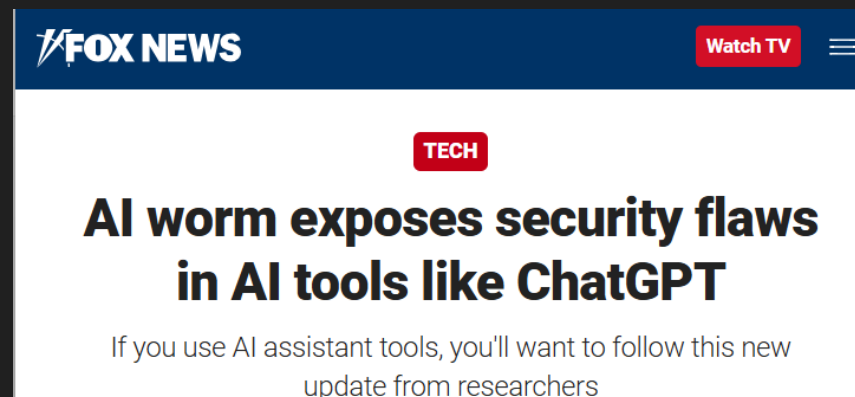 FOX NEWS
Watch TV
TECH
AI worm exposes security flaws
in AI tools like ChatGPT
If you use AI assistant tools, you'll want to follow this new
update from researchers